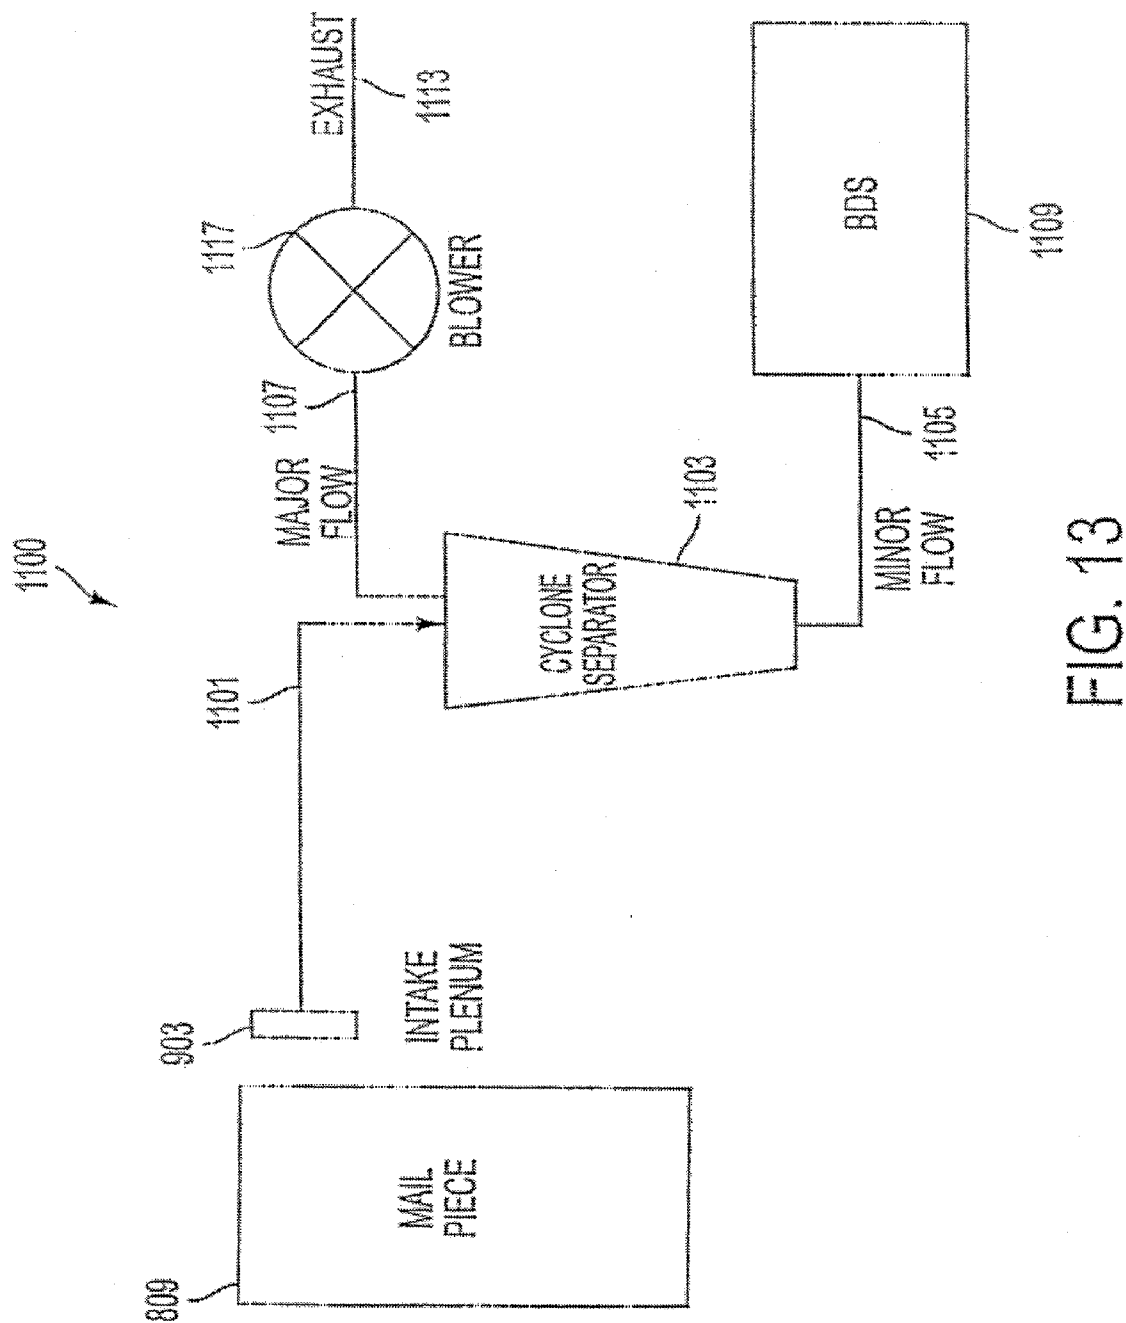 1100
809
MAIL
PIECE
903
INTAKE
PLENUM
1101
CYCLONE
SEPARATOR
1103
MAJOR
FLOW
1107
1117
BLOWER
EXHAUST
1113
MINOR
FLOW
1105
BDS
1109
FIG. 13